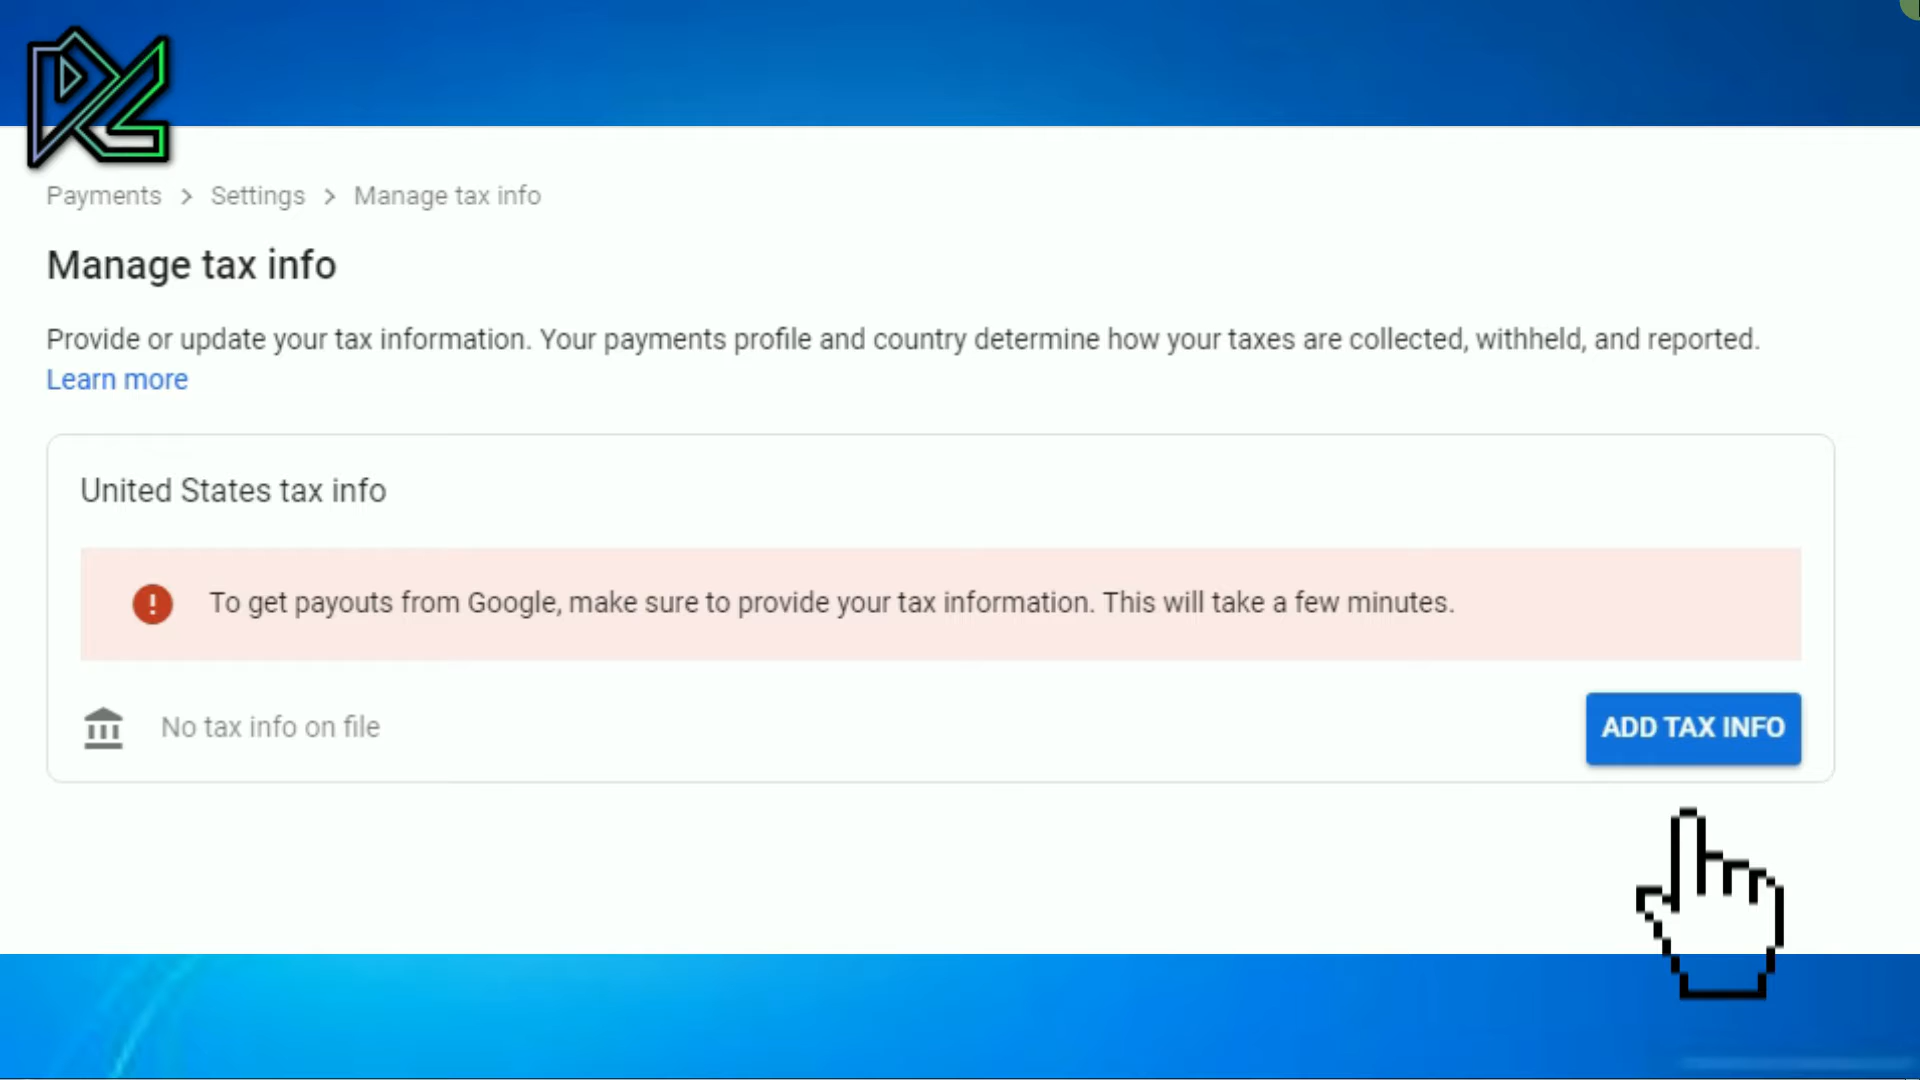 Payments > Settings > Manage tax info
Manage tax info
Provide or update your tax information. Your payments profile and country determine how your taxes are collected, withheld, and reported.
Learn more
United States tax info
To get payouts from Google, make sure to provide your tax information. This will take a few minutes.
No tax info on file
ADD TAX INFO